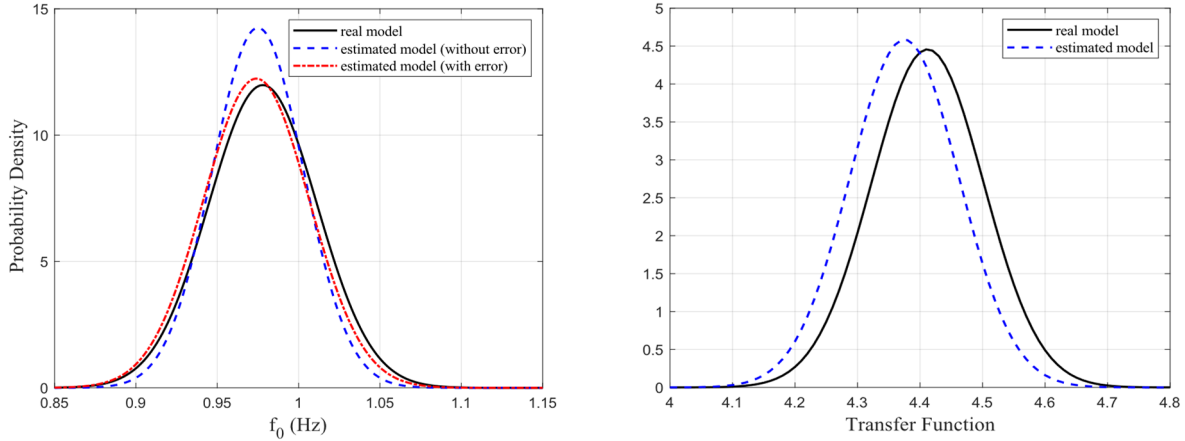 real model
estimated model (without error)
estimated model (with error)
Probability Density
15
10
5
0
0.85 0.9 0.95 1 1.05 1.1 1.15
f0 (Hz)
real model
estimated model
5
4.5
4
3.5
3
2.5
2
1.5
1
0.5
0
4 4.1 4.2 4.3 4.4 4.5 4.6 4.7 4.8
Transfer Function